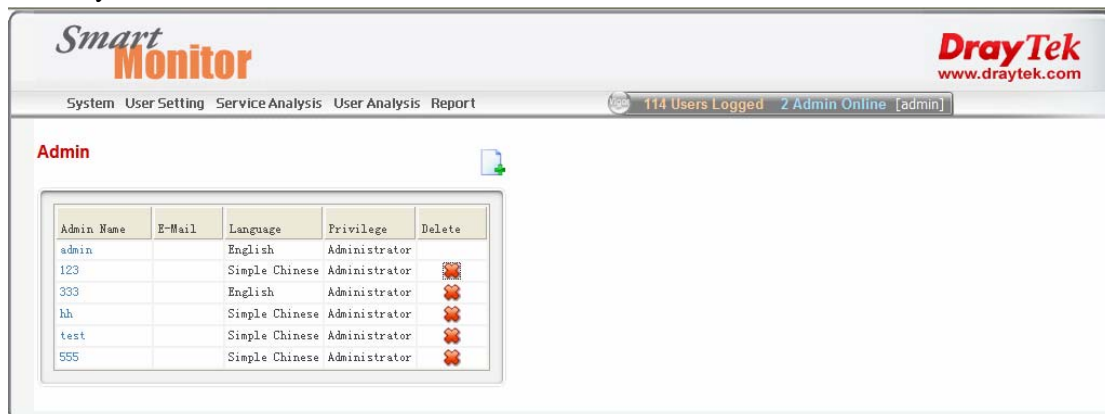 Smart
Monitor
DrayTek
www.draytek.com
System User Setting Service Analysis User Analysis Report
114 Users Logged 2 Admin Online [admin]
Admin
Admin Name E-Mail Language Privilege Delete
admin English Administrator
123 Simple Chinese Administrator
333 English Administrator
hh Simple Chinese Administrator
test Simple Chinese Administrator
555 Simple Chinese Administrator